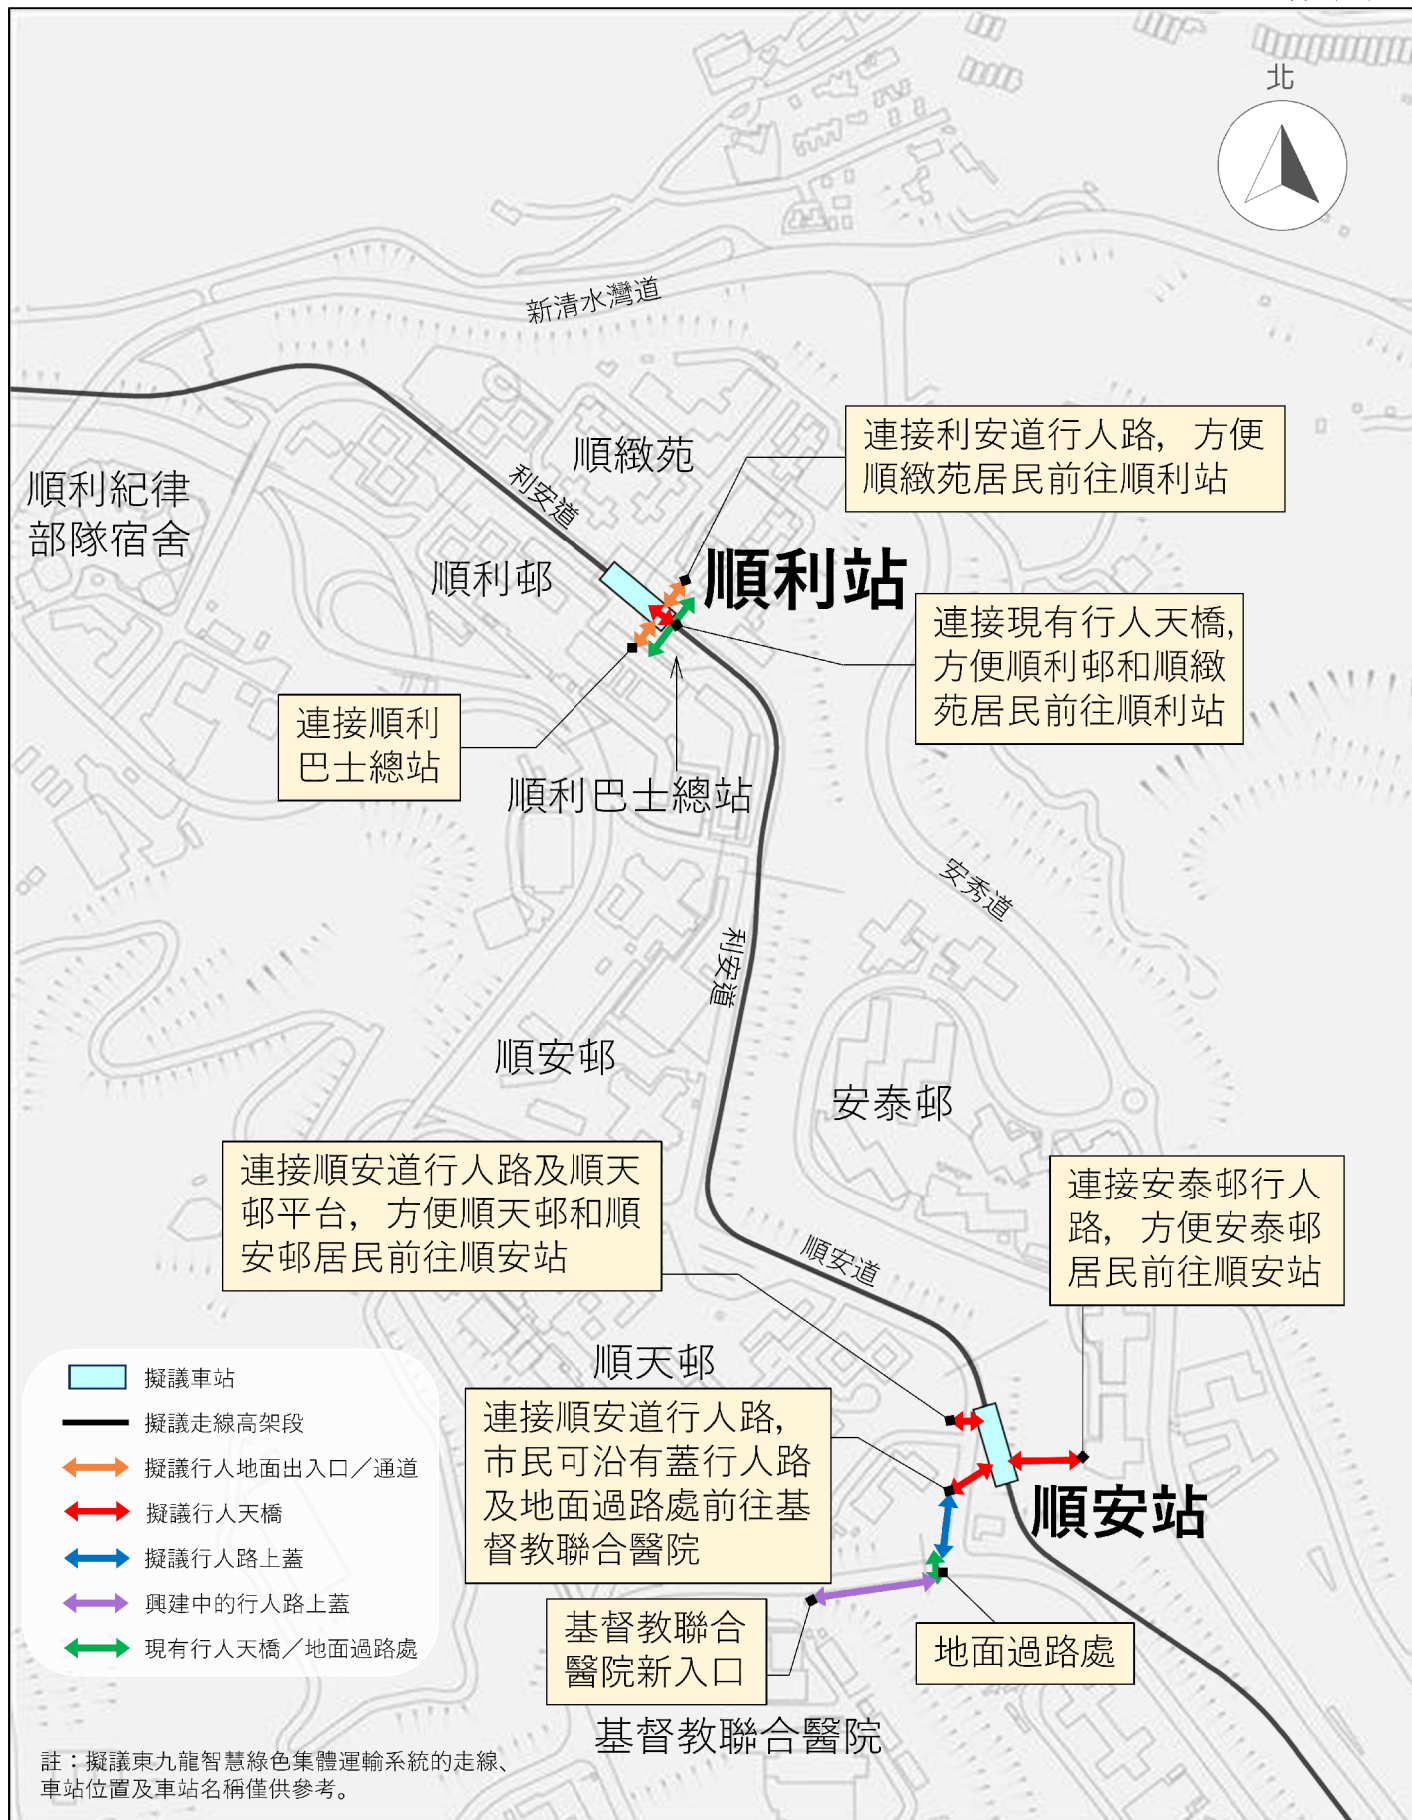 北
新清水灣道
連接利安道行人路，方便
順緻苑居民前往順利站
順緻苑
利安道
順利紀律
部隊宿舍
順利邨
順利站
連接現有行人天橋，
方便順利邨和順緻
苑居民前往順利站
連接順利
巴士總站
順利巴士總站
安秀道
利安道
順安邨
安泰邨
連接順安道行人路及順天
邨平台，方便順天邨和順
安邨居民前往順安站
連接安泰邨行人
路，方便安泰邨
居民前往順安站
順安道
順天邨
連接順安道行人路，
市民可沿有蓋行人路
及地面過路處前往基
督教聯合醫院
順安站
擬議車站
擬議走線高架段
擬議行人地面出入口／通道
擬議行人天橋
擬議行人路上蓋
興建中的行人路上蓋
現有行人天橋／地面過路處
基督教聯合
醫院新入口
地面過路處
基督教聯合醫院
註：擬議東九龍智慧綠色集體運輸系統的走線、
車站位置及車站名稱僅供參考。